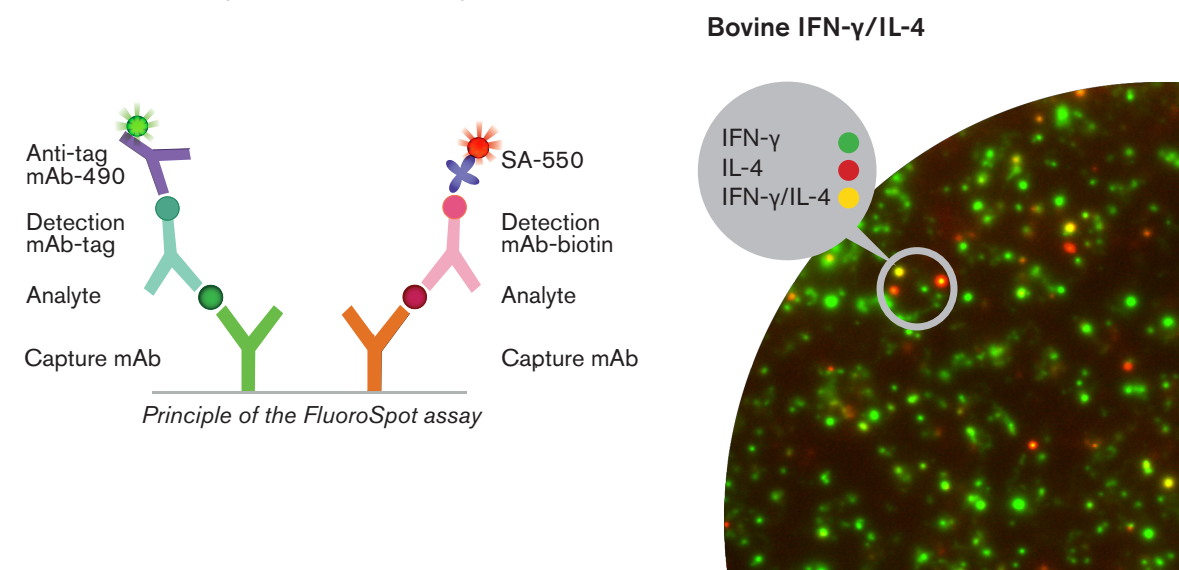 Bovine IFN-γ/IL-4
Anti-tag
mAb-490
Detection
mAb-tag
Analyte
Capture mAb
SA-550
Detection
mAb-biotin
Analyte
Capture mAb
Principle of the FluoroSpot assay
IFN-γ
IL-4
IFN-γ/IL-4